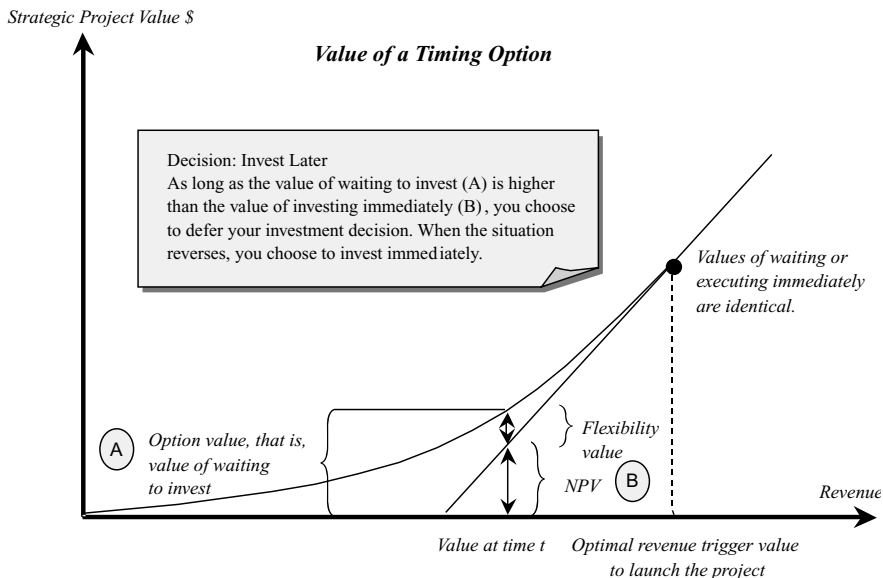 Strategic Project Value $
Value of a Timing Option
Decision: Invest Later
As long as the value of waiting to invest (A) is higher
than the value of investing immediately (B), you choose
to defer your investment decision. When the situation
reverses, you choose to invest immediately.
Values of waiting or
executing immediately
are identical.
A
Option value, that is,
value of waiting
to invest
Flexibility
value
NPV
B
Revenue
Value at time t
Optimal revenue trigger value
to launch the project